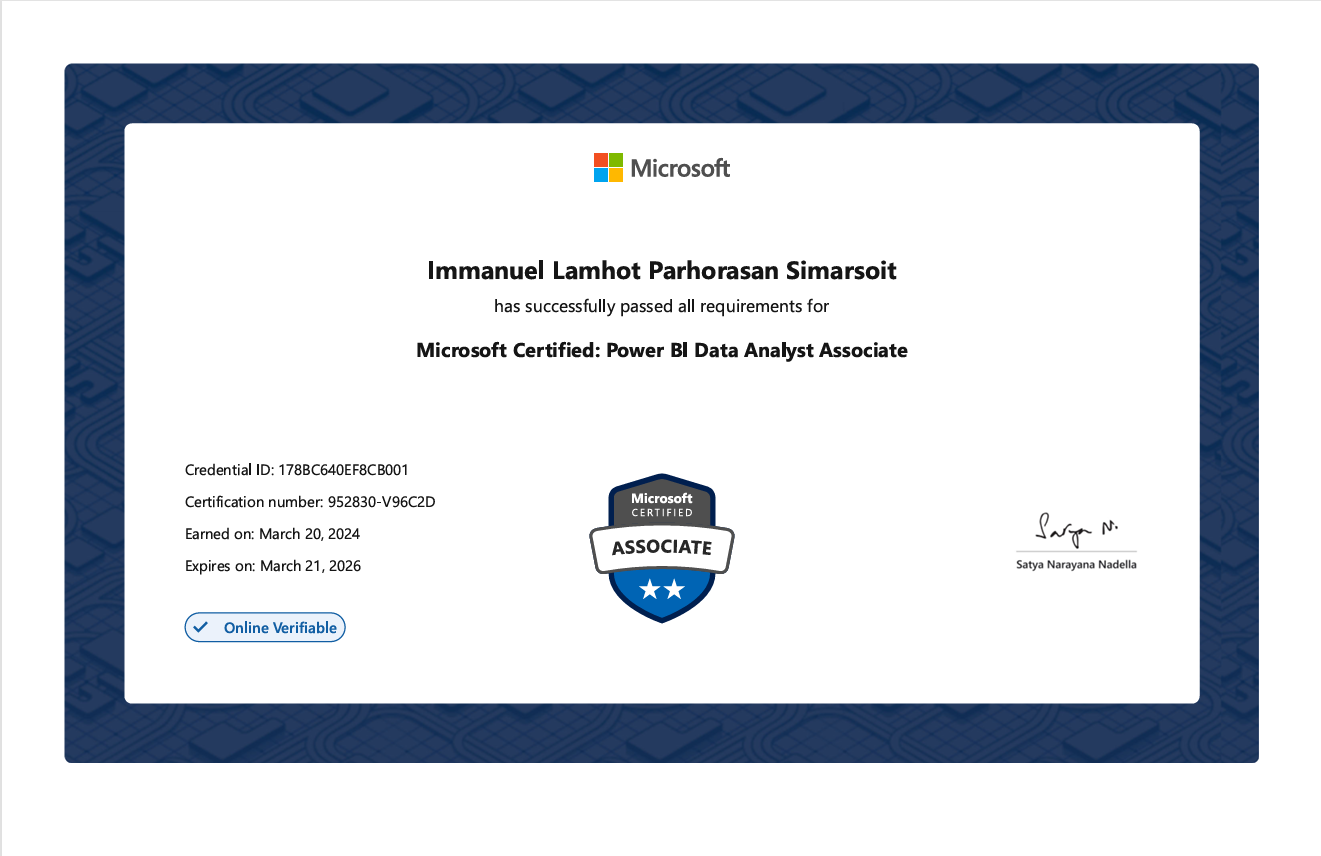 Microsoft
Immanuel Lamhot Parhorasan Simarsoit
has successfully passed all requirements for
Microsoft Certified: Power BI Data Analyst Associate
Credential ID: 178BC640EF8CB001
Certification number: 952830-V96C2D
Earned on: March 20, 2024
Expires on: March 21, 2026
Online Verifiable
Microsoft
CERTIFIED
ASSOCIATE
Satya N.
Satya Narayana Nadella